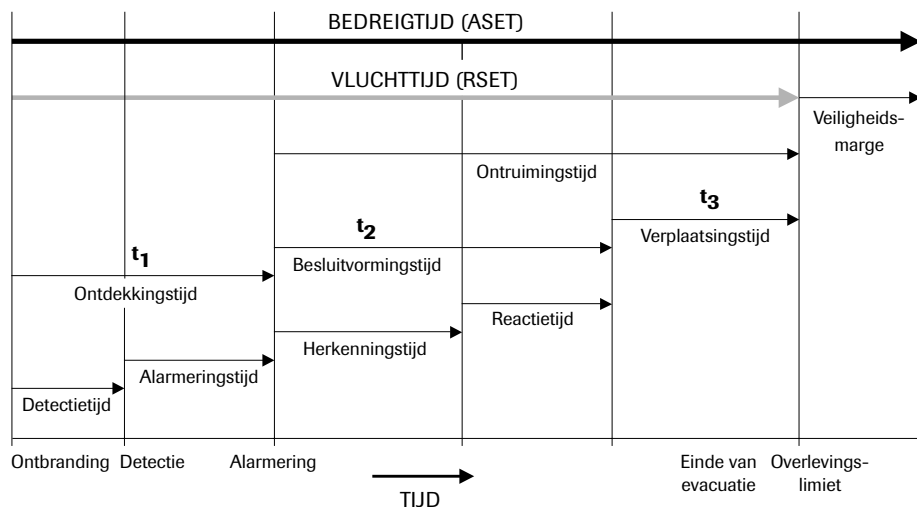 BEDREIGTIJD (ASET)
VLUCHTTIJD (RSET)
Veiligheids-
marge
Ontruimingstijd
t3
Verplaatsingstijd
t2
Besluitvormingstijd
t1
Ontdekkingstijd
Reactietijd
Herkenningstijd
Alarmeringstijd
Detectietijd
Ontbranding
Detectie
Alarmering
Einde van
evacuatie
Overlevings-
limiet
TIJD